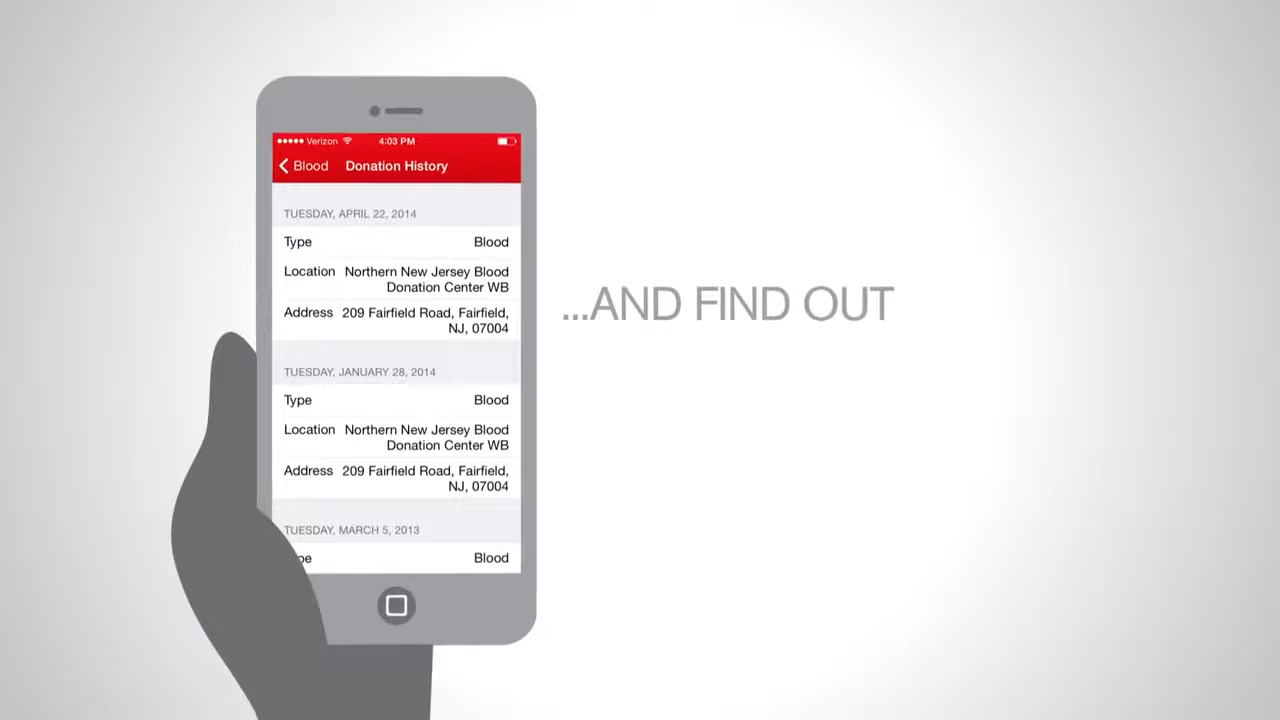 Verizon 4:03 PM
Blood Donation History
TUESDAY, APRIL 22, 2014
Type Blood
Location Northern New Jersey Blood
Donation Center WB
Address 209 Fairfield Road, Fairfield,
NJ, 07004
TUESDAY, JANUARY 28, 2014
Type Blood
Location Northern New Jersey Blood
Donation Center WB
Address 209 Fairfield Road, Fairfield,
NJ, 07004
TUESDAY, MARCH 5, 2013
pe Blood
...AND FIND OUT